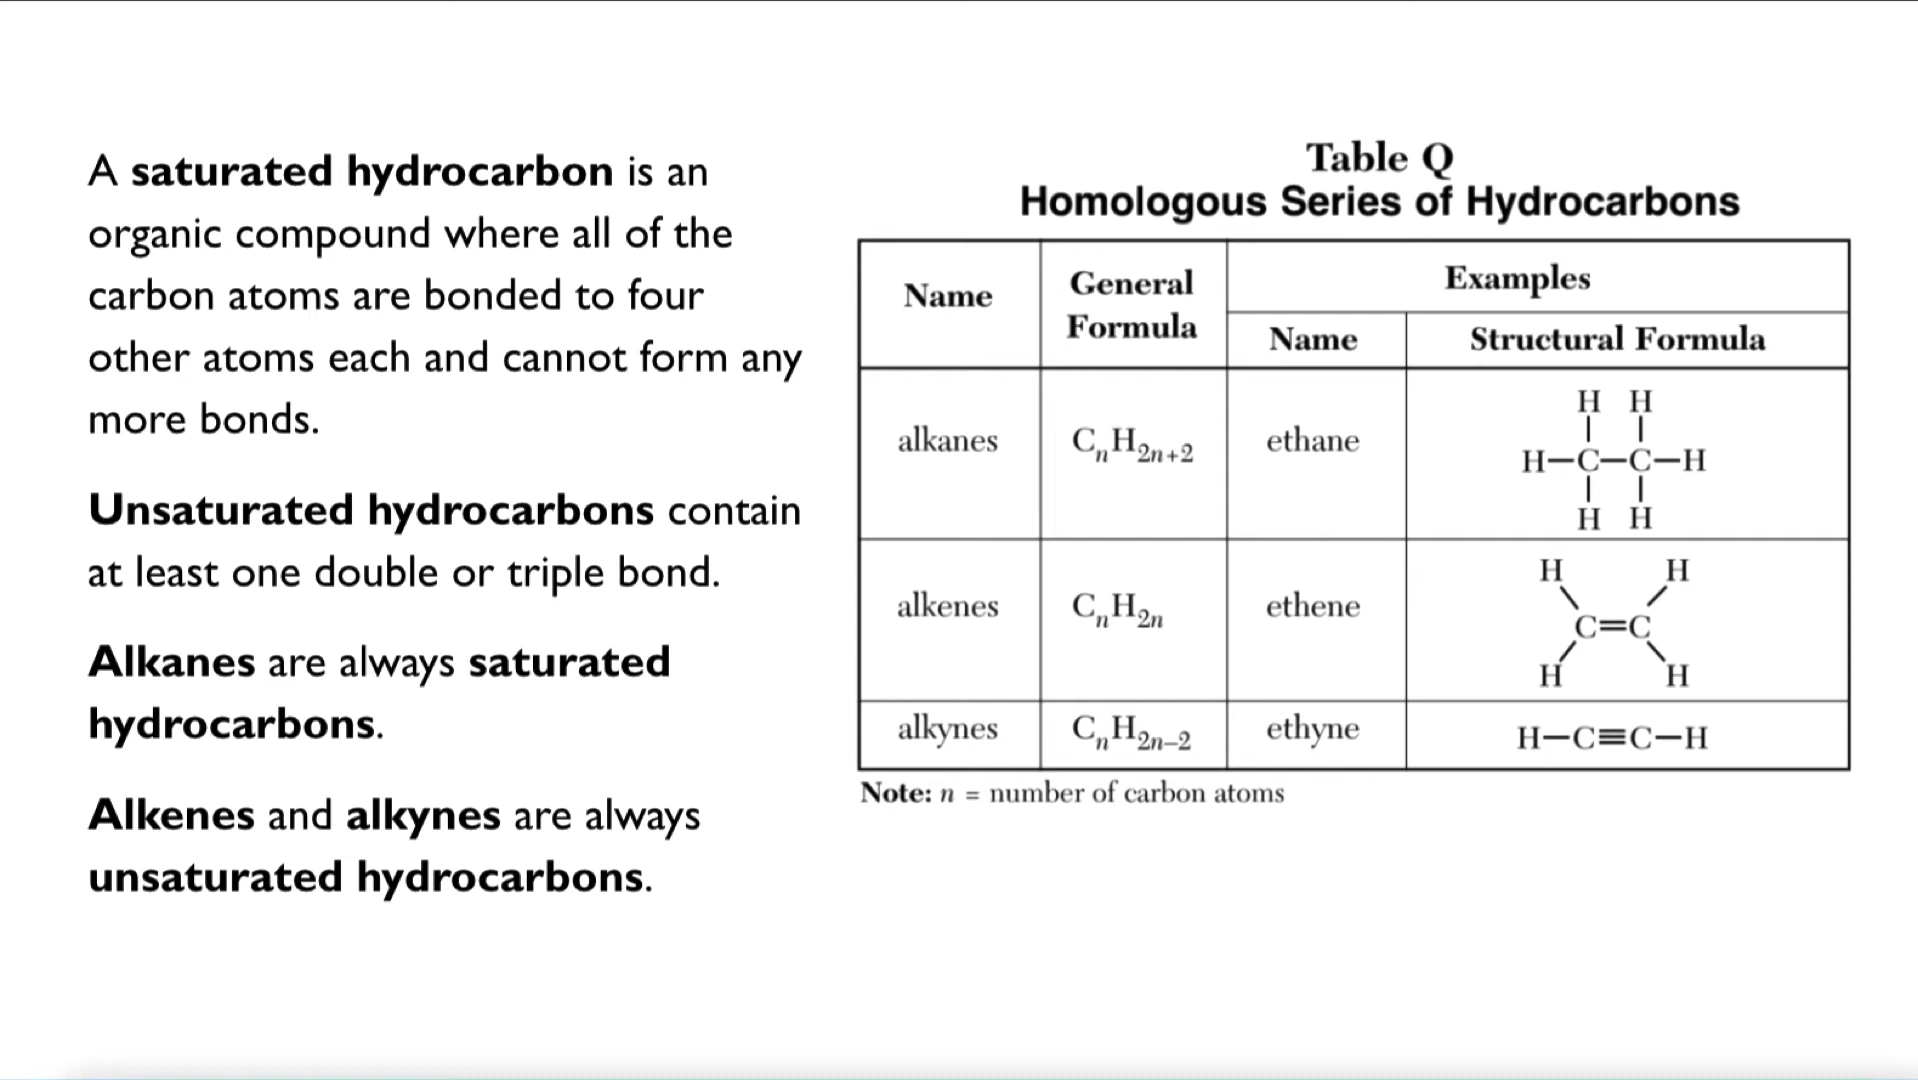 A saturated hydrocarbon is an
organic compound where all of the
carbon atoms are bonded to four
other atoms each and cannot form any
more bonds.
Unsaturated hydrocarbons contain
at least one double or triple bond.
Alkanes are always saturated
hydrocarbons.
Alkenes and alkynes are always
unsaturated hydrocarbons.
Table Q
Homologous Series of Hydrocarbons
Name
General
Formula
Examples
Name
Structural Formula
alkanes
CₙH₂ₙ₊₂
ethane
H H
H—C—C—H
H H
alkenes
CₙH₂ₙ
ethene
H H
C=C
H H
alkynes
CₙH₂ₙ₋₂
ethyne
H—C≡C—H
Note: n = number of carbon atoms